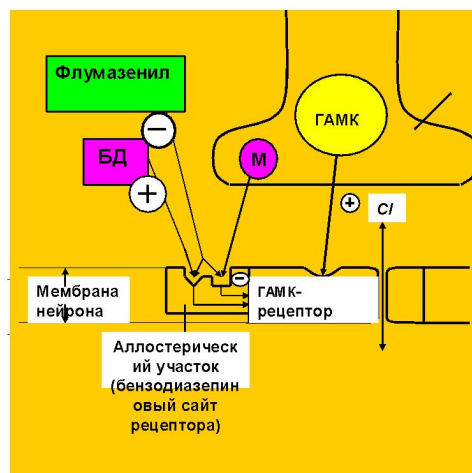 Флумазенил
БД
М
ГАМК
Cl
Мембрана
нейрона
ГАМК-
рецептор
Аллостерическ
ий участок
(бензодиазепин
овый сайт
рецептора)